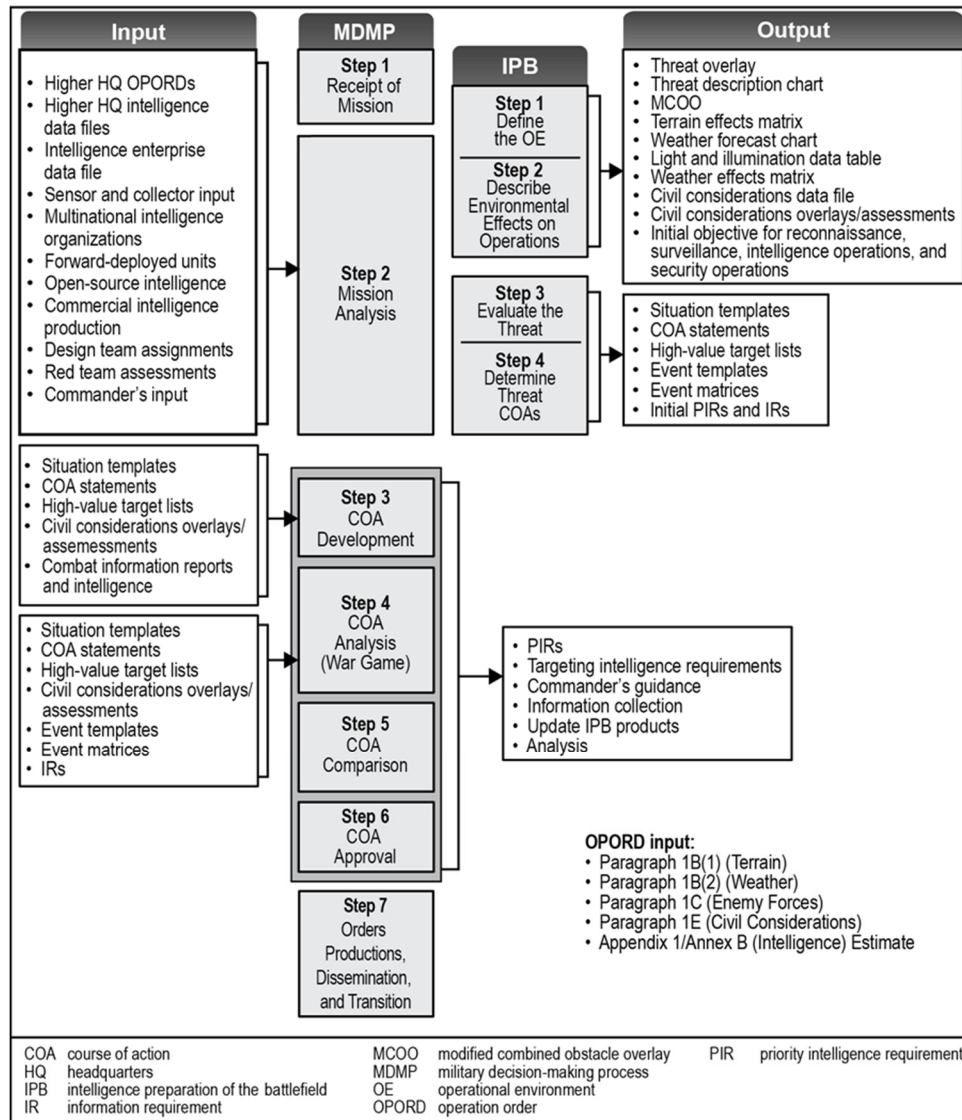 Input
• Higher HQ OPORDs
• Higher HQ intelligence
data files
• Intelligence enterprise
data file
• Sensor and collector input
• Multinational intelligence
organizations
• Forward-deployed units
• Open-source intelligence
• Commercial intelligence
production
• Design team assignments
• Red team assessments
• Commander's input
MDMP
Step 1
Receipt of
Mission
Step 2
Mission
Analysis
IPB
Step 1
Define
the OE
Step 2
Describe
Environmental
Effects on
Operations
Step 3
Evaluate the
Threat
Step 4
Determine
Threat
COAs
Output
• Threat overlay
• Threat description chart
• MCOO
• Terrain effects matrix
• Weather forecast chart
• Light and illumination data table
• Weather effects matrix
• Civil considerations data file
• Civil considerations overlays/assessments
• Initial objective for reconnaissance,
surveillance, intelligence operations, and
security operations
• Situation templates
• COA statements
• High-value target lists
• Event templates
• Event matrices
• Initial PIRs and IRs
• Situation templates
• COA statements
• High-value target lists
• Civil considerations overlays/
assemessments
• Combat information reports
and intelligence
• Situation templates
• COA statements
• High-value target lists
• Civil considerations overlays/
assessments
• Event templates
• Event matrices
• IRs
Step 3
COA
Development
Step 4
COA
Analysis
(War Game)
Step 5
COA
Comparison
Step 6
COA
Approval
Step 7
Orders
Productions,
Dissemination,
and Transition
• PIRs
• Targeting intelligence requirements
• Commander's guidance
• Information collection
• Update IPB products
• Analysis
OPORD input:
• Paragraph 1B(1) (Terrain)
• Paragraph 1B(2) (Weather)
• Paragraph 1C (Enemy Forces)
• Paragraph 1E (Civil Considerations)
• Appendix 1/Annex B (Intelligence) Estimate
COA course of action
HQ headquarters
IPB intelligence preparation of the battlefield
IR information requirement
MCOO modified combined obstacle overlay
MDMP military decision-making process
OE operational environment
OPORD operation order
PIR priority intelligence requirement